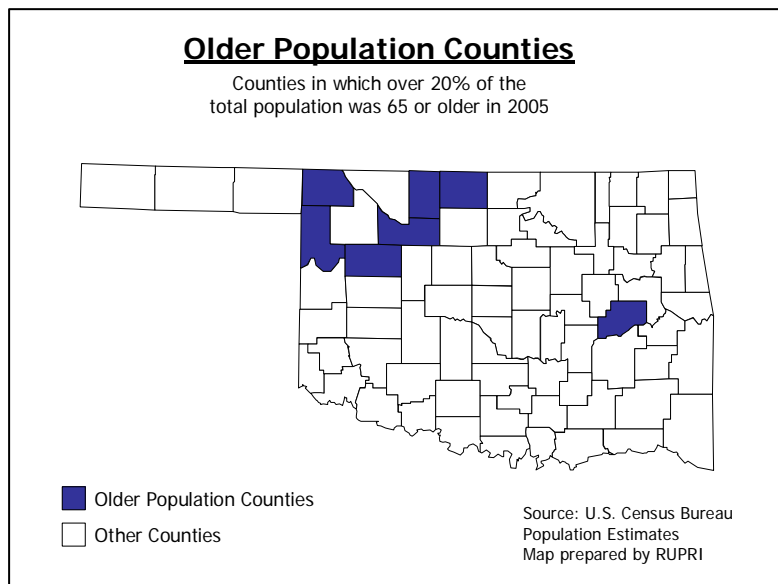 Older Population Counties
Counties in which over 20% of the
total population was 65 or older in 2005
Older Population Counties
Other Counties
Source: U.S. Census Bureau
Population Estimates
Map prepared by RUPRI